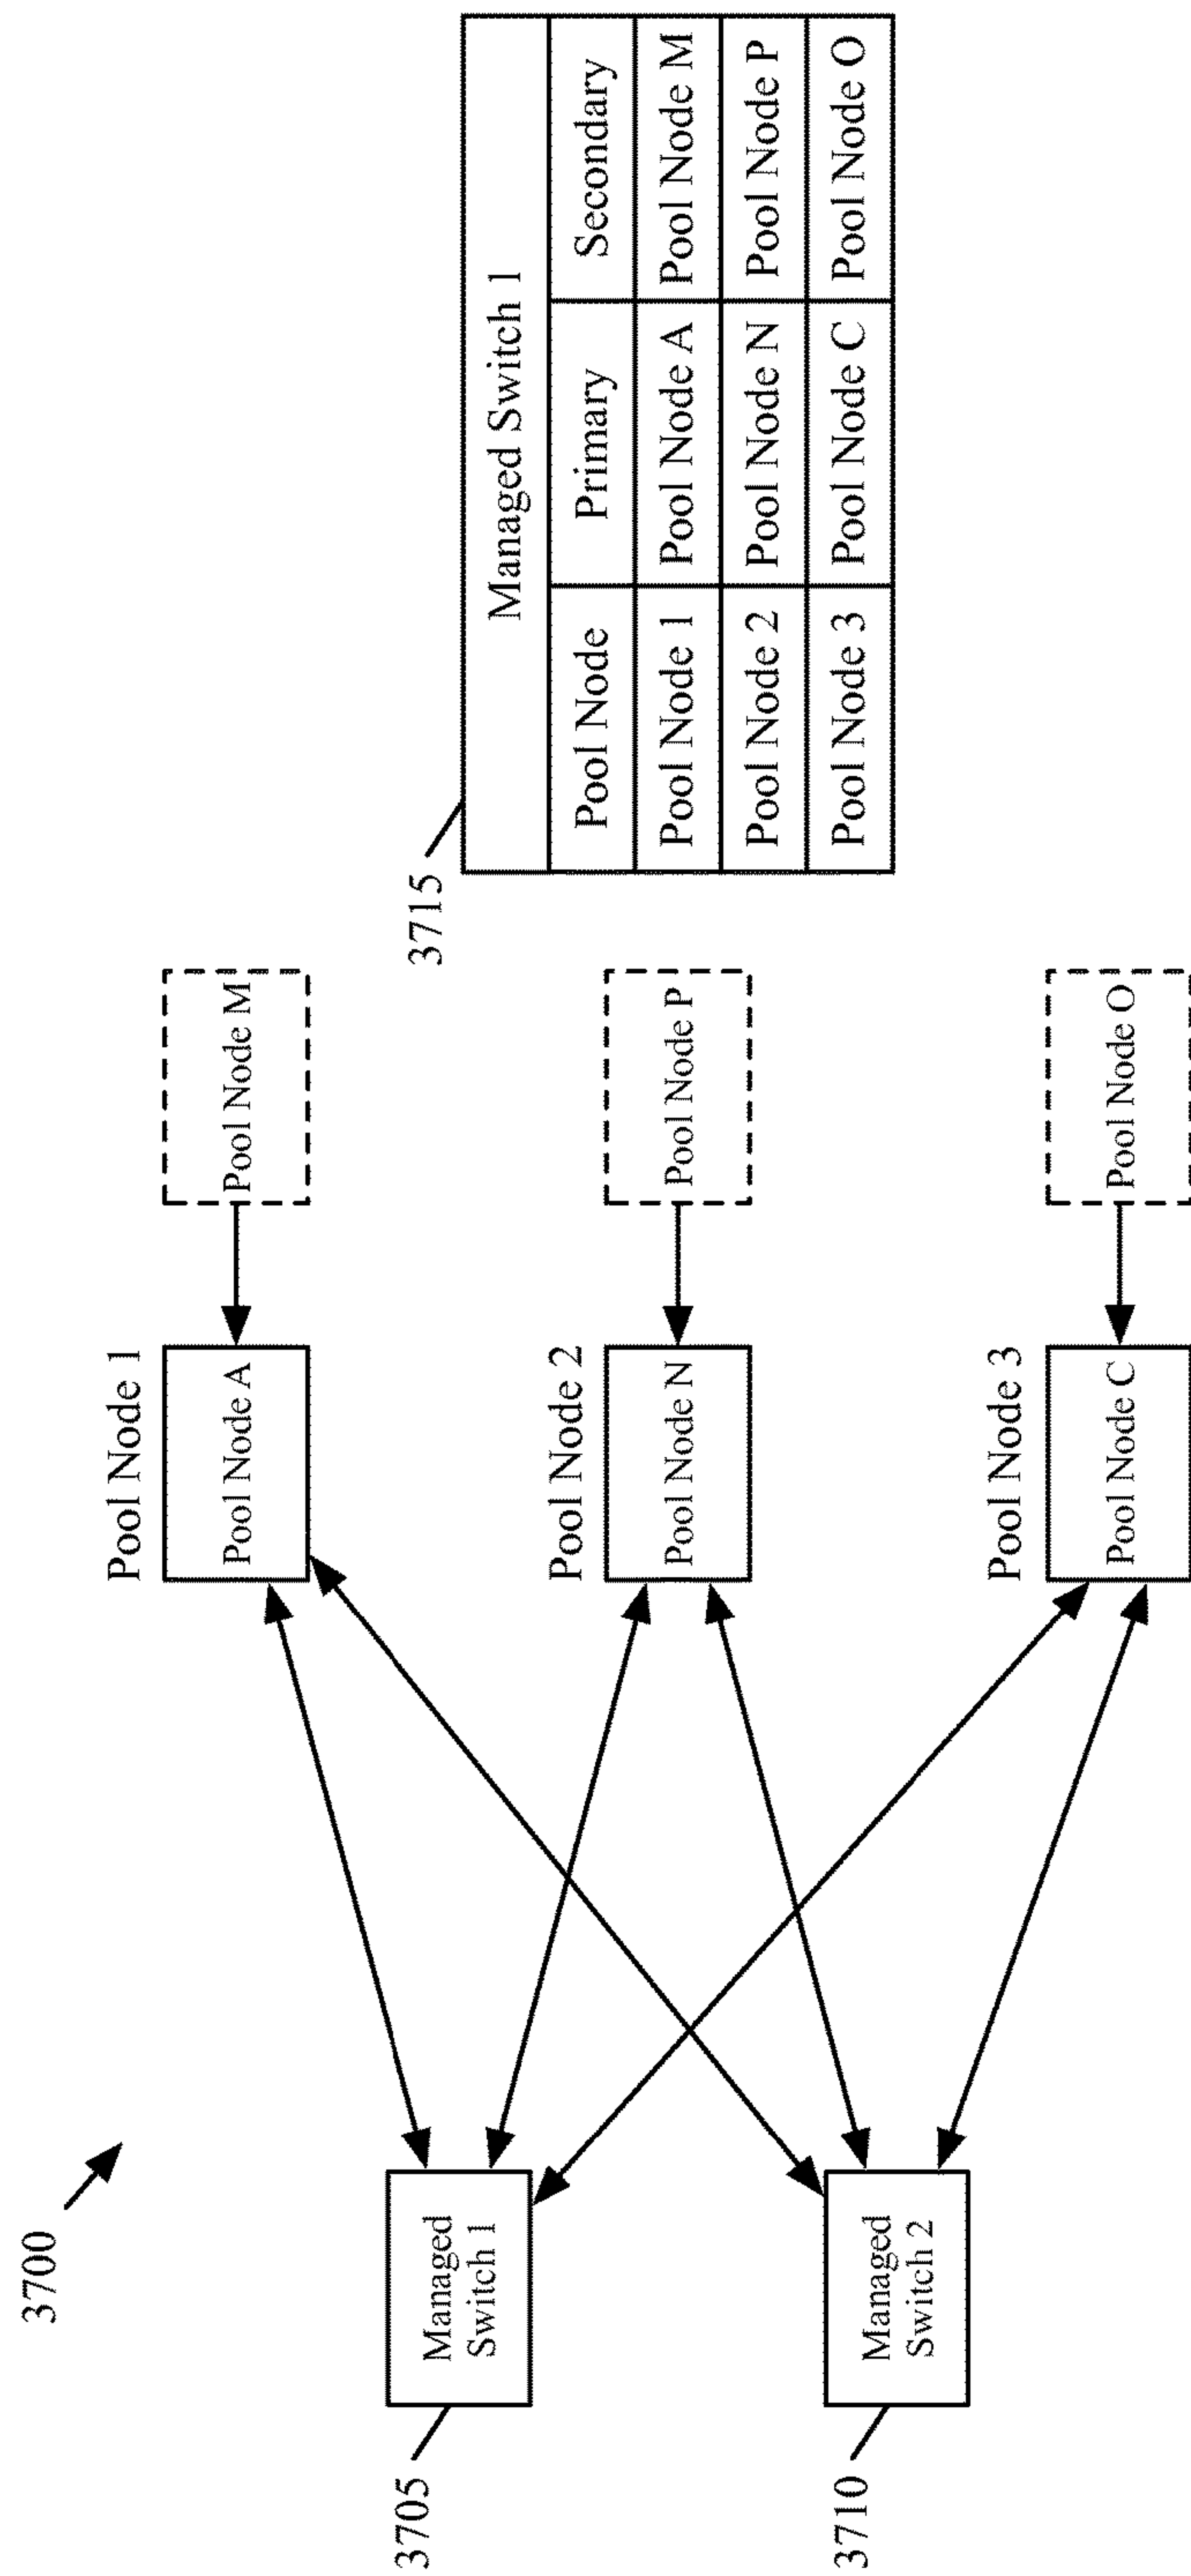 3700
Pool Node 1
Pool Node A
Pool Node M
3705
Managed
Switch 1
Pool Node 2
Pool Node N
Pool Node P
3710
Managed
Switch 2
Pool Node 3
Pool Node C
Pool Node O
3715
Managed Switch 1
Pool Node Primary Secondary
Pool Node 1 Pool Node A Pool Node M
Pool Node 2 Pool Node N Pool Node P
Pool Node 3 Pool Node C Pool Node O